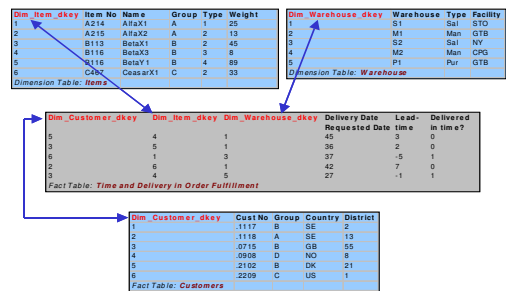 Dim_Item_dkey Item No Name Group Type Weight
1 A214 AlfaX1 A 1 25
2 A215 AlfaX2 A 2 13
3 B113 BetaX1 B 2 45
4 B116 BetaX3 B 3 8
5 B116 BetaY1 B 4 89
6 C467 CeasarX1 C 2 33
Dimension Table: Items
Dim_Warehouse_dkey Warehouse Type Facility
1 S1 Sal STO
2 M1 Man GTB
3 S2 Sal NY
4 M2 Man CPG
5 P1 Pur GTB
Dimension Table: Warehouse
Dim_Customer_dkey Dim_Item_dkey Dim_Warehouse_dkey Delivery Date Lead- Delivered
Requested Date time in time?
5 4 1 45 3 0
3 5 1 36 2 0
6 1 3 37 -5 1
2 6 1 42 7 0
3 4 5 27 -1 1
Fact Table: Time and Delivery in Order Fulfillment
Dim_Customer_dkey Cust No Group Country District
1 .1117 B SE 2
2 .1118 A SE 13
3 .0715 B GB 55
4 .0908 D NO 8
5 .2102 B DK 21
6 .2209 C US 1
Fact Table: Customers